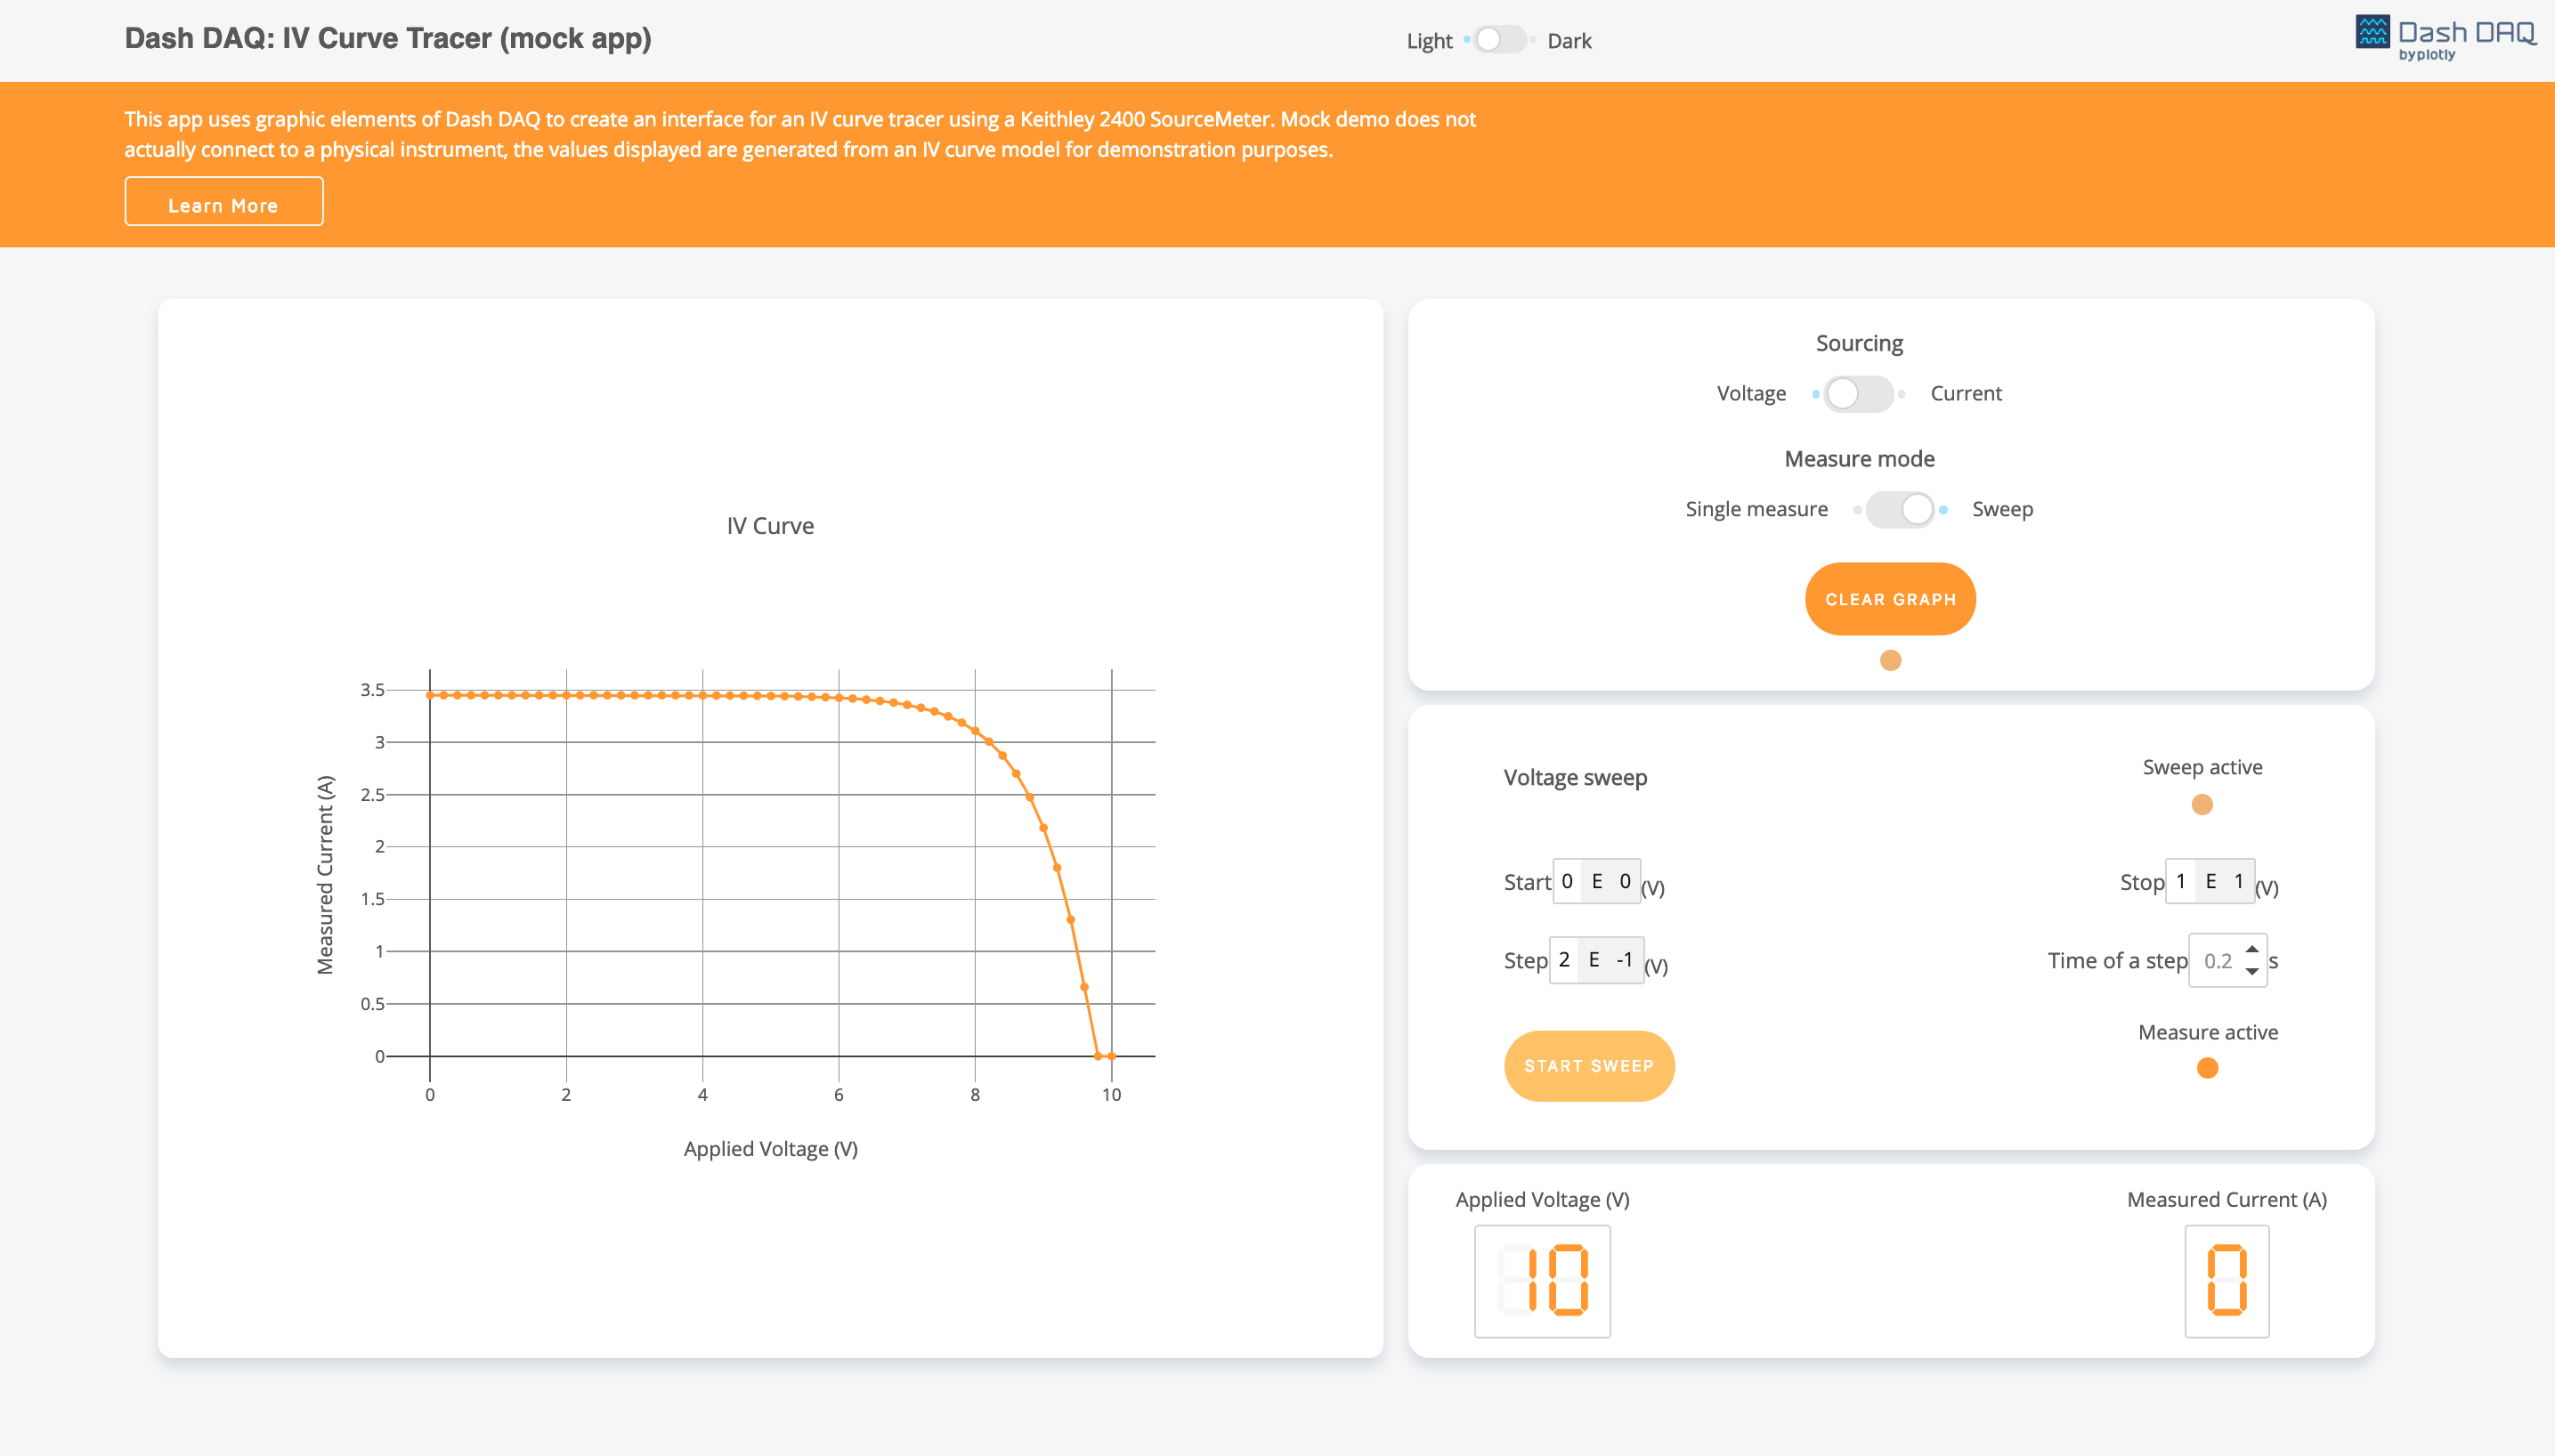 Dash DAQ: IV Curve Tracer (mock app)
Light Dark
Dash DAQ
by plotly
This app uses graphic elements of Dash DAQ to create an interface for an IV curve tracer using a Keithley 2400 SourceMeter. Mock demo does not
actually connect to a physical instrument, the values displayed are generated from an IV curve model for demonstration purposes.
Learn More
IV Curve
3.5
3
2.5
2
1.5
1
0.5
0
Measured Current (A)
0 2 4 6 8 10
Applied Voltage (V)
Sourcing
Voltage Current
Measure mode
Single measure Sweep
CLEAR GRAPH
Voltage sweep
Sweep active
Start 0 E 0 (V)
Stop 1 E 1 (V)
Step 2 E -1 (V)
Time of a step 0.2 s
START SWEEP
Measure active
Applied Voltage (V)
10
Measured Current (A)
0